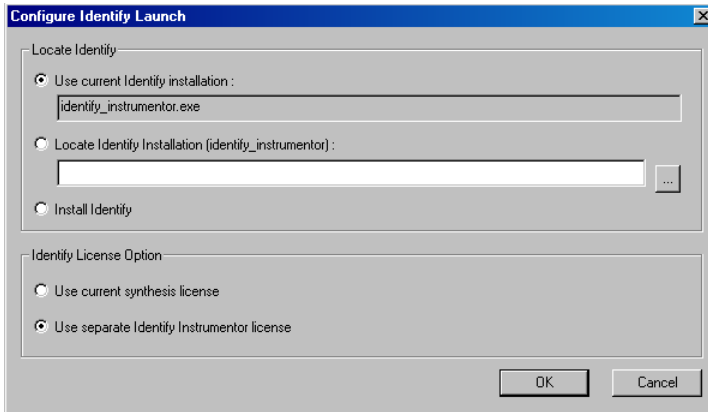 Configure Identify Launch
Locate Identify
Use current Identify installation :
identify_instrumentor.exe
Locate Identify Installation (identify_instrumentor) :
...
Install Identify
Identify License Option
Use current synthesis license
Use separate Identify Instrumentor license
OK Cancel